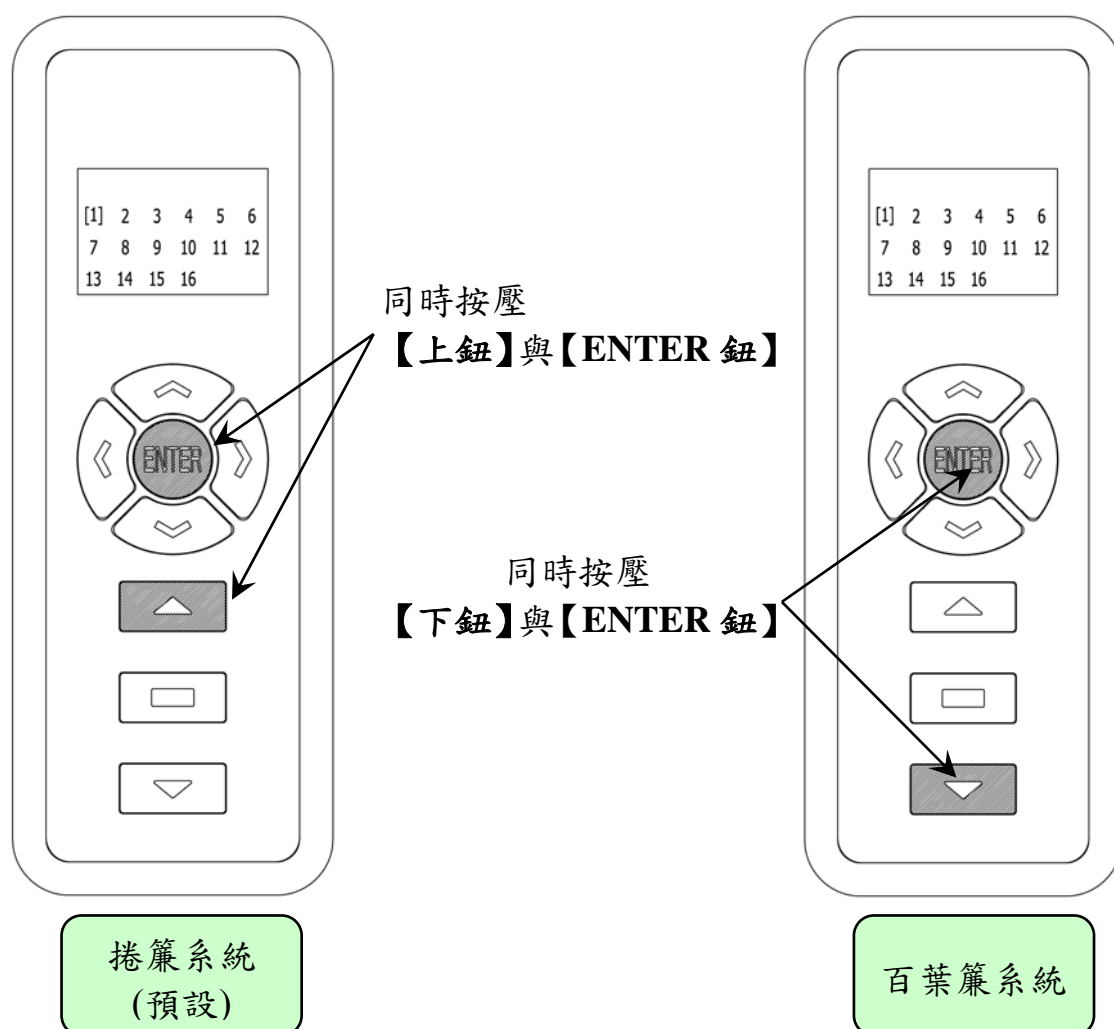 [1] 2 3 4 5 6
7 8 9 10 11 12
13 14 15 16
ENTER
同時按壓
【上鈕】與【ENTER 鈕】
捲簾系統
(預設)
[1] 2 3 4 5 6
7 8 9 10 11 12
13 14 15 16
ENTER
同時按壓
【下鈕】與【ENTER 鈕】
百葉簾系統